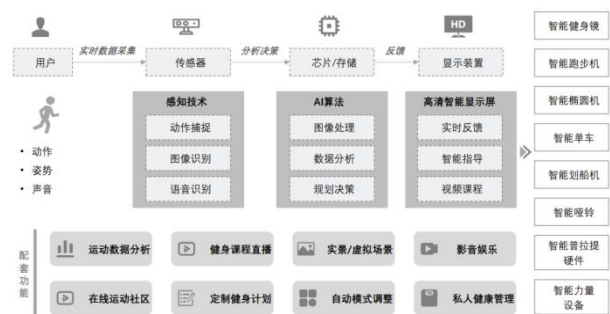 HD
用户
实时数据采集
传感器
分析决策
芯片/存储
反馈
显示装置
• 动作
• 姿势
• 声音
感知技术
动作捕捉
图像识别
语音识别
AI算法
图像处理
数据分析
规划决策
高清智能显示屏
实时反馈
智能指导
视频课程
智能健身镜
智能跑步机
智能椭圆机
智能单车
智能划船机
智能哑铃
智能普拉提
硬件
智能力量
设备
配套功能
运动数据分析
健身课程直播
实景/虚拟场景
影音娱乐
在线运动社区
定制健身计划
自动模式调整
私人健康管理